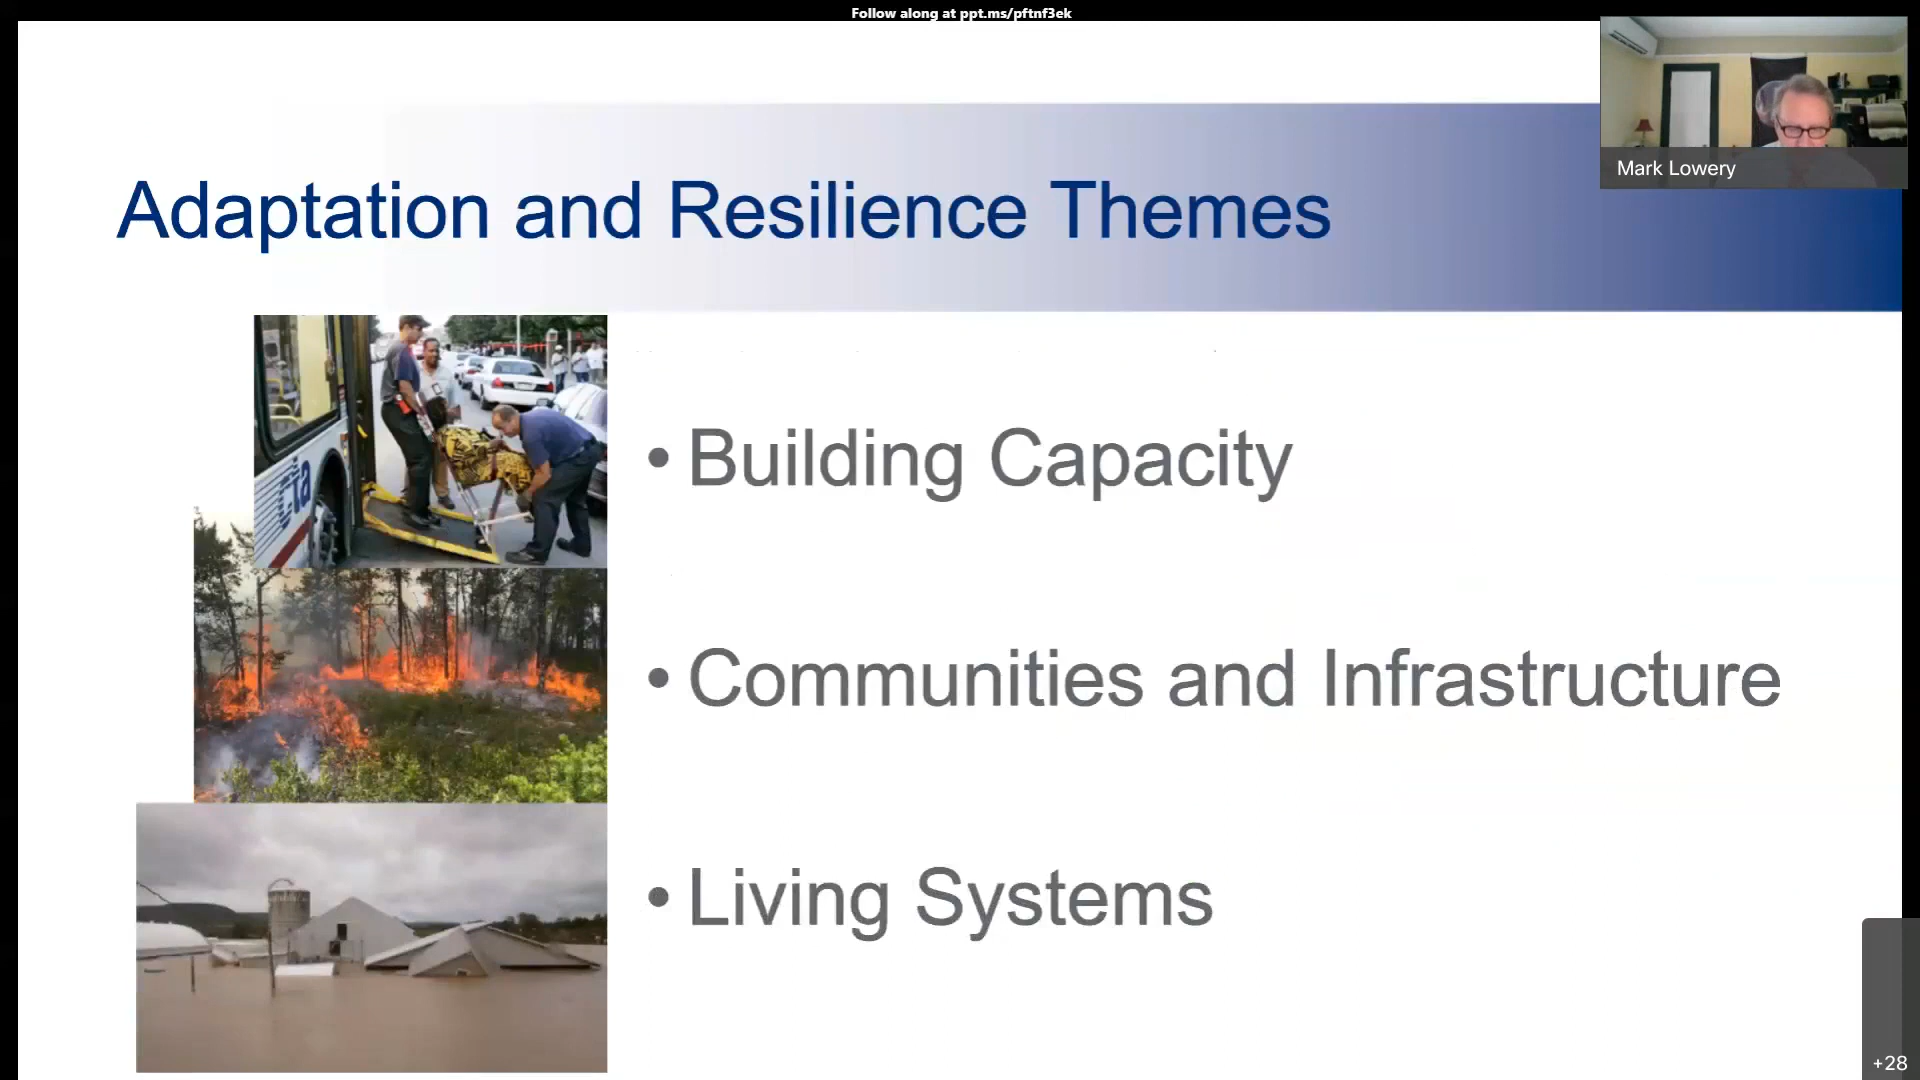 Follow along at ppt.ms/pftnf3ek
Mark Lowery
Adaptation and Resilience Themes
cta
• Building Capacity
• Communities and Infrastructure
• Living Systems
+28